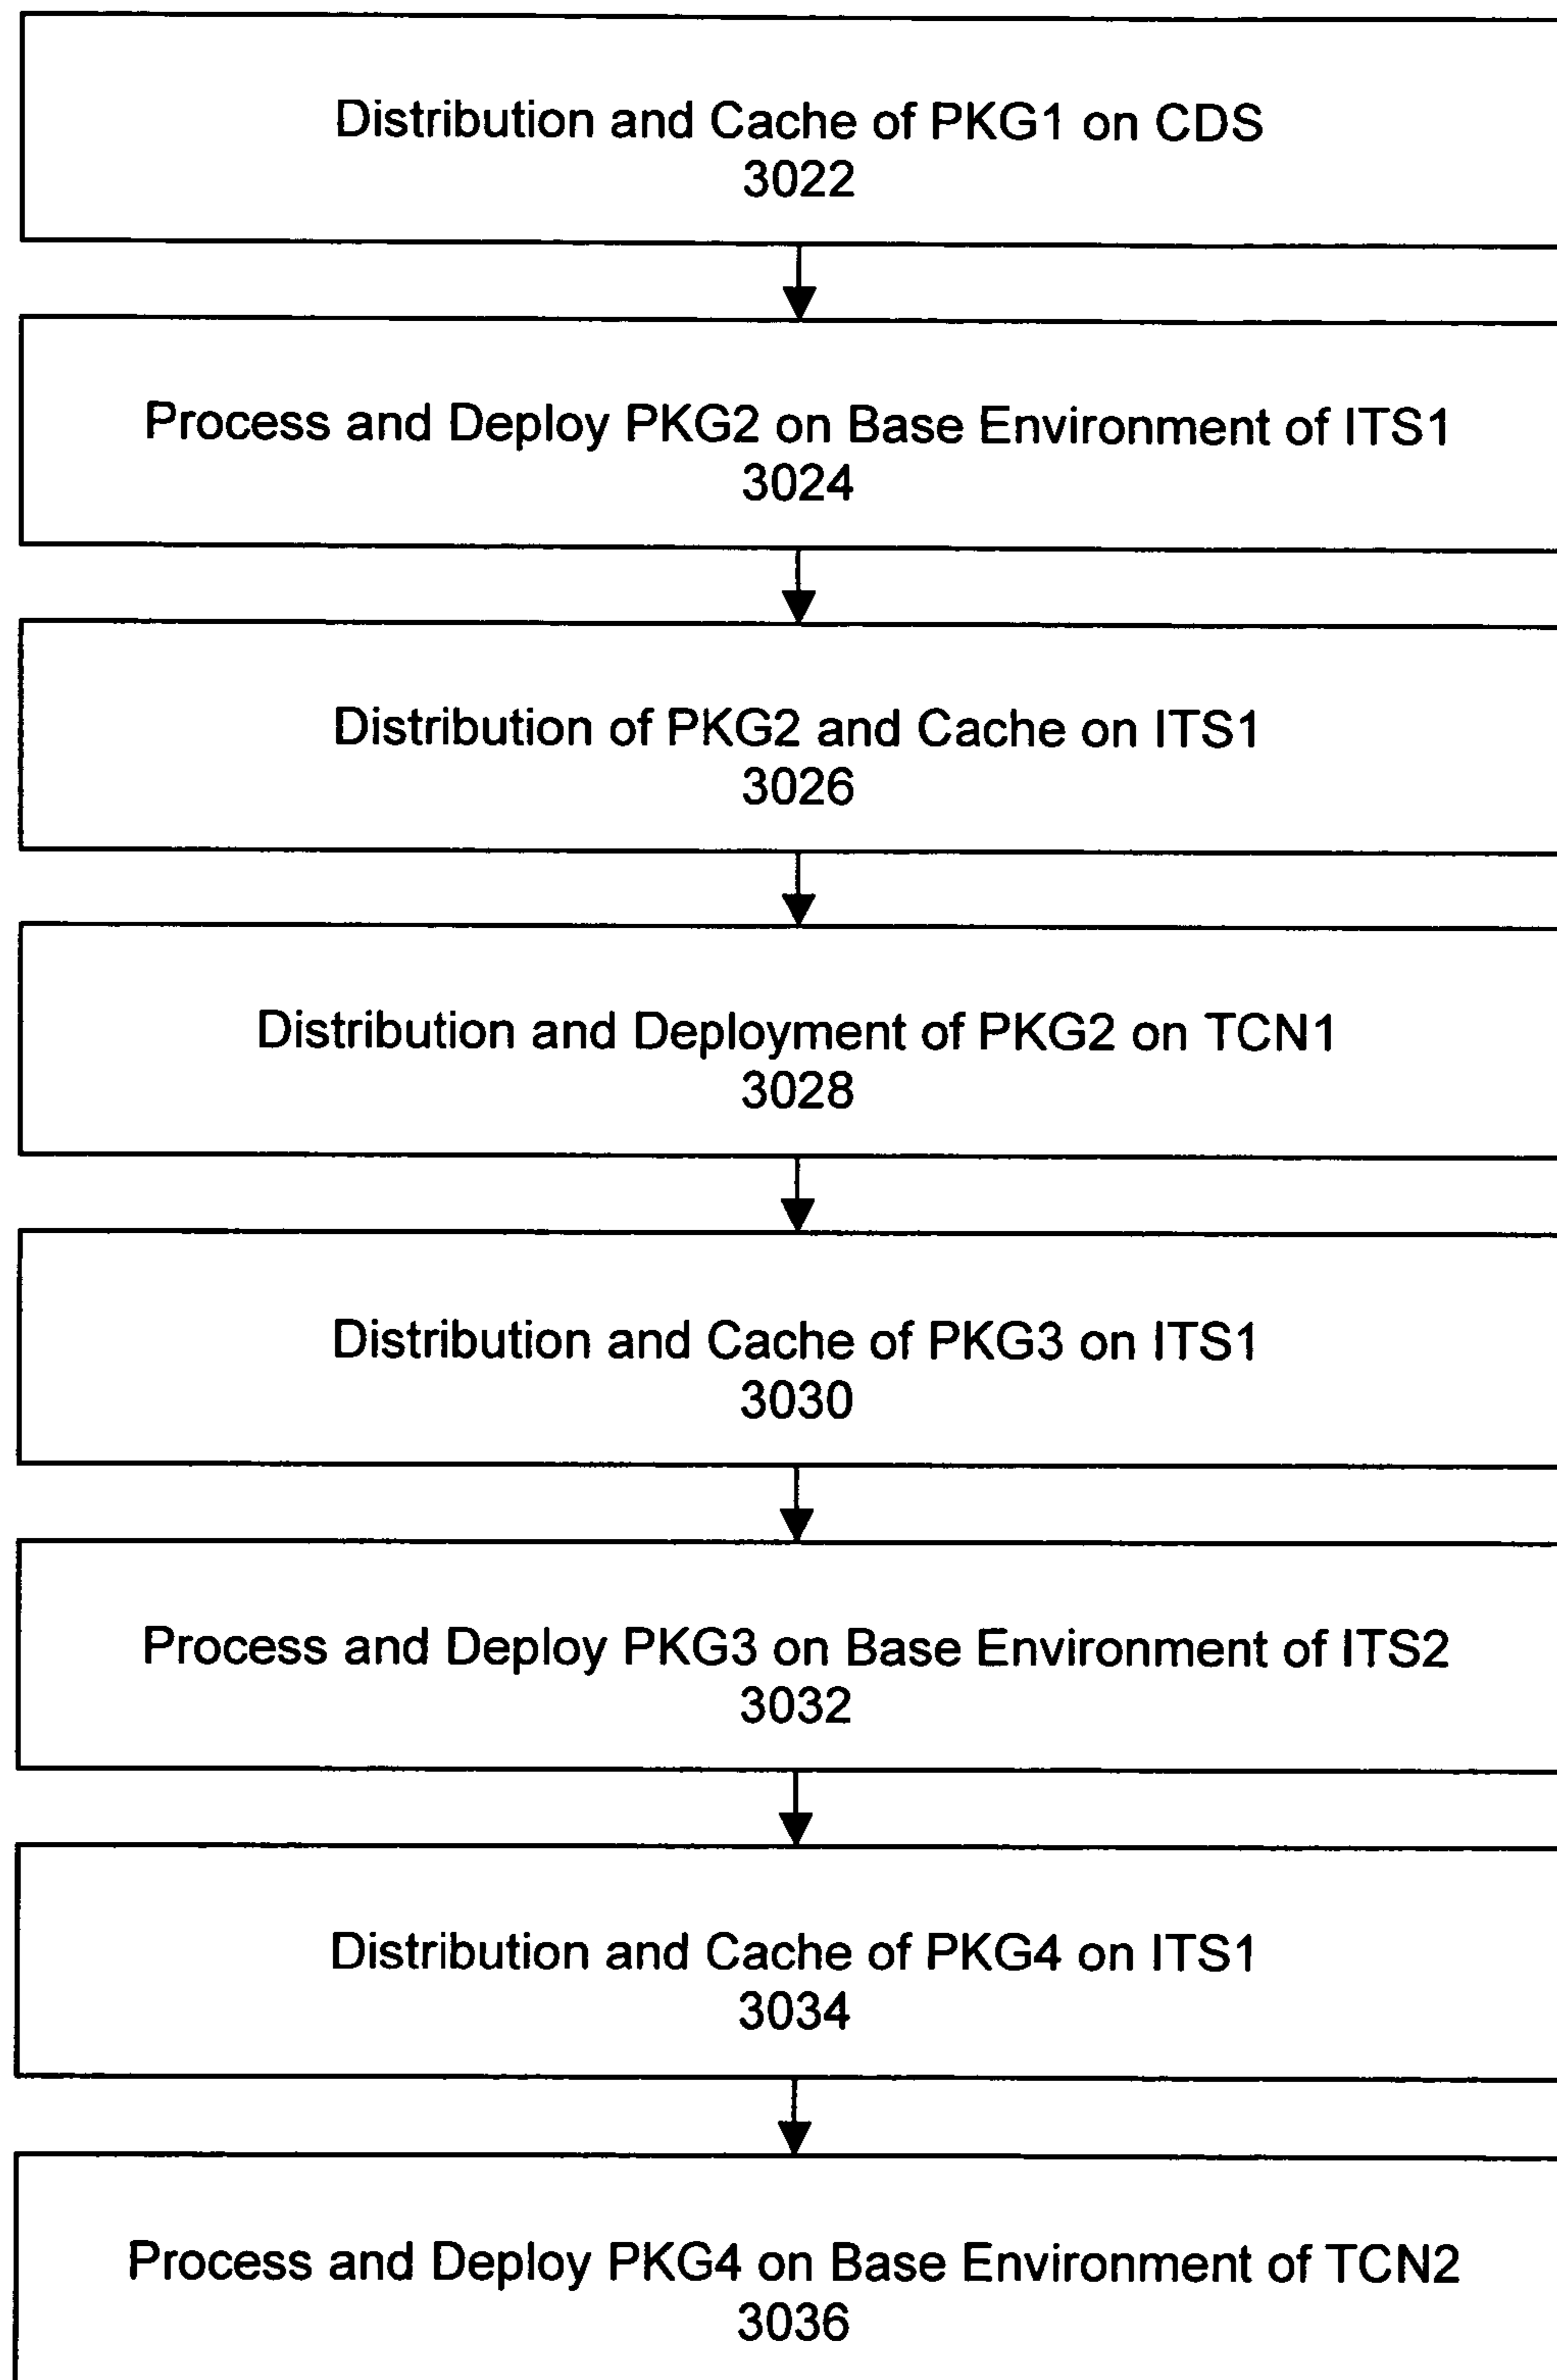 Distribution and Cache of PKG1 on CDS
3022
Process and Deploy PKG2 on Base Environment of ITS1
3024
Distribution of PKG2 and Cache on ITS1
3026
Distribution and Deployment of PKG2 on TCN1
3028
Distribution and Cache of PKG3 on ITS1
3030
Process and Deploy PKG3 on Base Environment of ITS2
3032
Distribution and Cache of PKG4 on ITS1
3034
Process and Deploy PKG4 on Base Environment of TCN2
3036